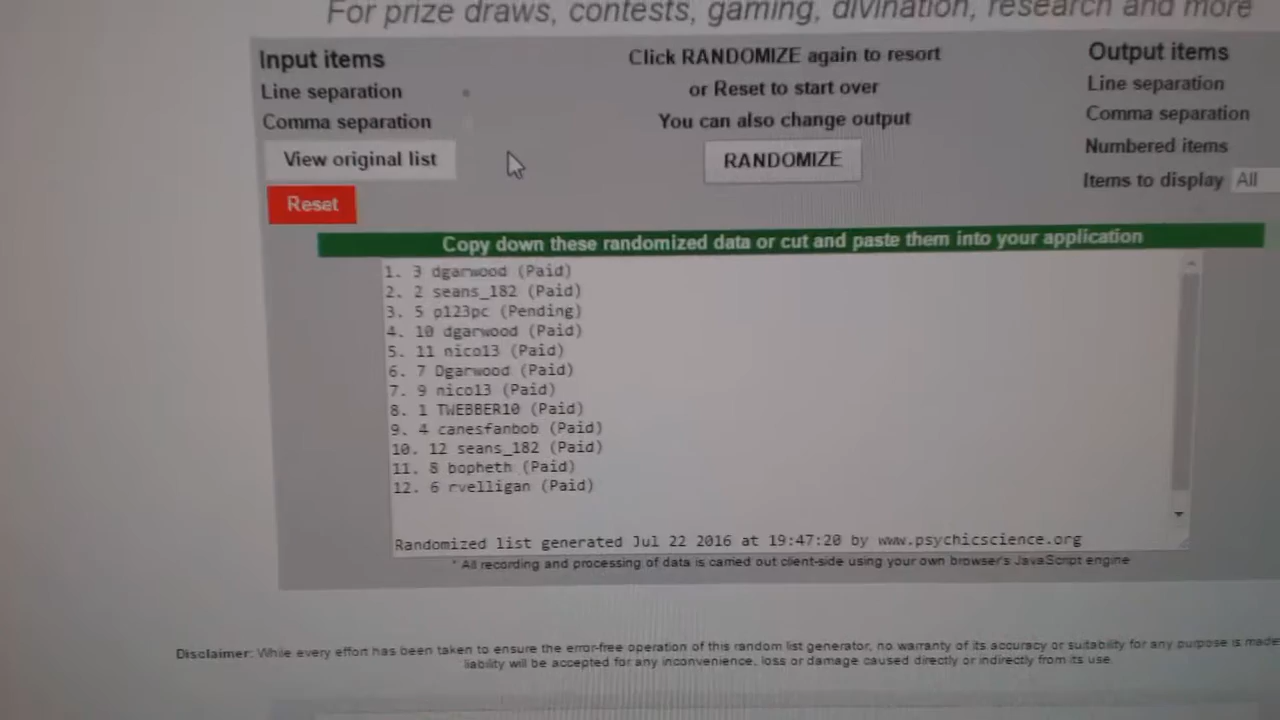 For prize draws, contests, gaming, divination, research and more
Input items
Line separation
Comma separation
View original list
Reset
Click RANDOMIZE again to resort
or Reset to start over
You can also change output
RANDOMIZE
Output items
Line separation
Comma separation
Numbered items
Items to display All
Copy down these randomized data or cut and paste them into your application
1. 3 dgarwood (Paid)
2. 2 seans_182 (Paid)
3. 5 p123pc (Pending)
4. 10 dgarwood (Paid)
5. 11 nico13 (Paid)
6. 7 Dgarwood (Paid)
7. 9 nico13 (Paid)
8. 1 TWEBBER10 (Paid)
9. 4 canesfanbob (Paid)
10. 12 seans_182 (Paid)
11. 8 bopheth (Paid)
12. 6 rvelligan (Paid)
Randomized list generated Jul 22 2016 at 19:47:20 by www.psychicscience.org
* All recording and processing of data is carried out client-side using your own browser's JavaScript engine
Disclaimer: While every effort has been taken to ensure the error-free operation of this random list generator, no warranty of its accuracy or suitability for any purpose is made
liability will be accepted for any inconvenience, loss or damage caused directly or indirectly from its use